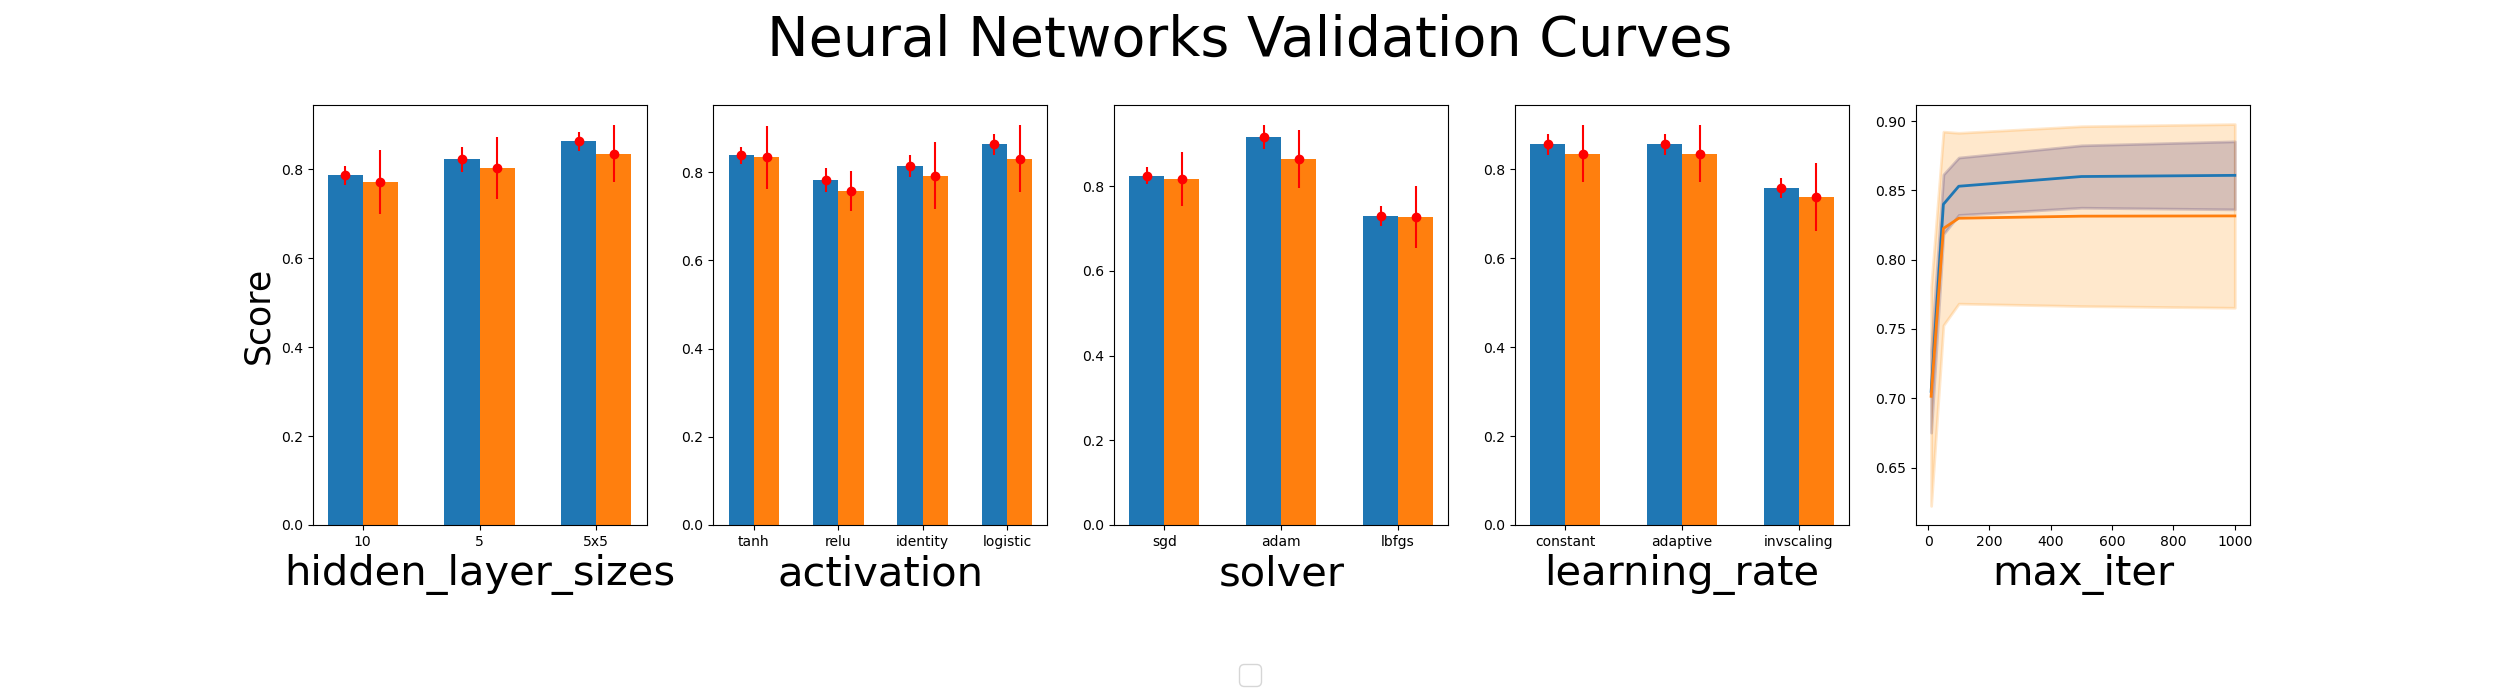 Neural Networks Validation Curves
Score
0.8
0.6
0.4
0.2
0.0
10 5 5x5
hidden_layer_sizes
0.8
0.6
0.4
0.2
0.0
tanh relu identity logistic
activation
0.8
0.6
0.4
0.2
0.0
sgd adam lbfgs
solver
0.8
0.6
0.4
0.2
0.0
constant adaptive invscaling
learning_rate
0.90
0.85
0.80
0.75
0.70
0.65
0 200 400 600 800 1000
max_iter